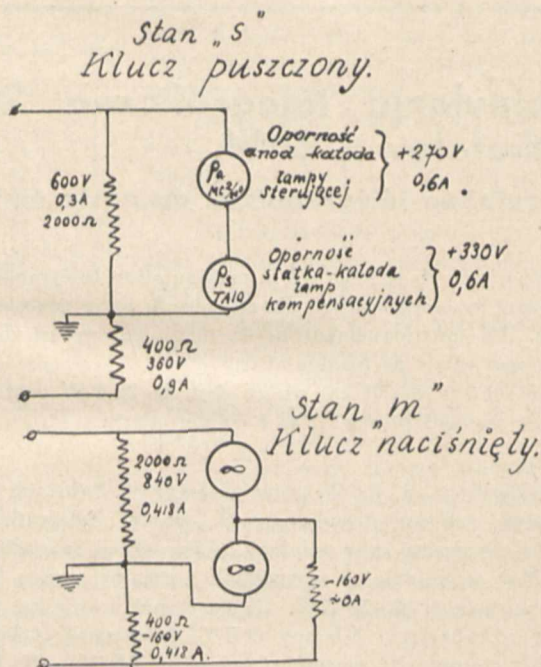 Stan „s”
Klucz puszczony.
600V
0,3A
2000Ω
ρa
Oporność
anod-katoda
lampy
sterującej
+270V
0,6A.
ρs
TA10
Oporność
siatka-katoda
lamp
kompensacyjnych
+330V
0,6A
400Ω
360V
0,9A
Stan „m”
Klucz „naciśnięty.
2000Ω
840V
0,418A
∞
∞
-160V
÷0A
400Ω
-160V
0,418A.